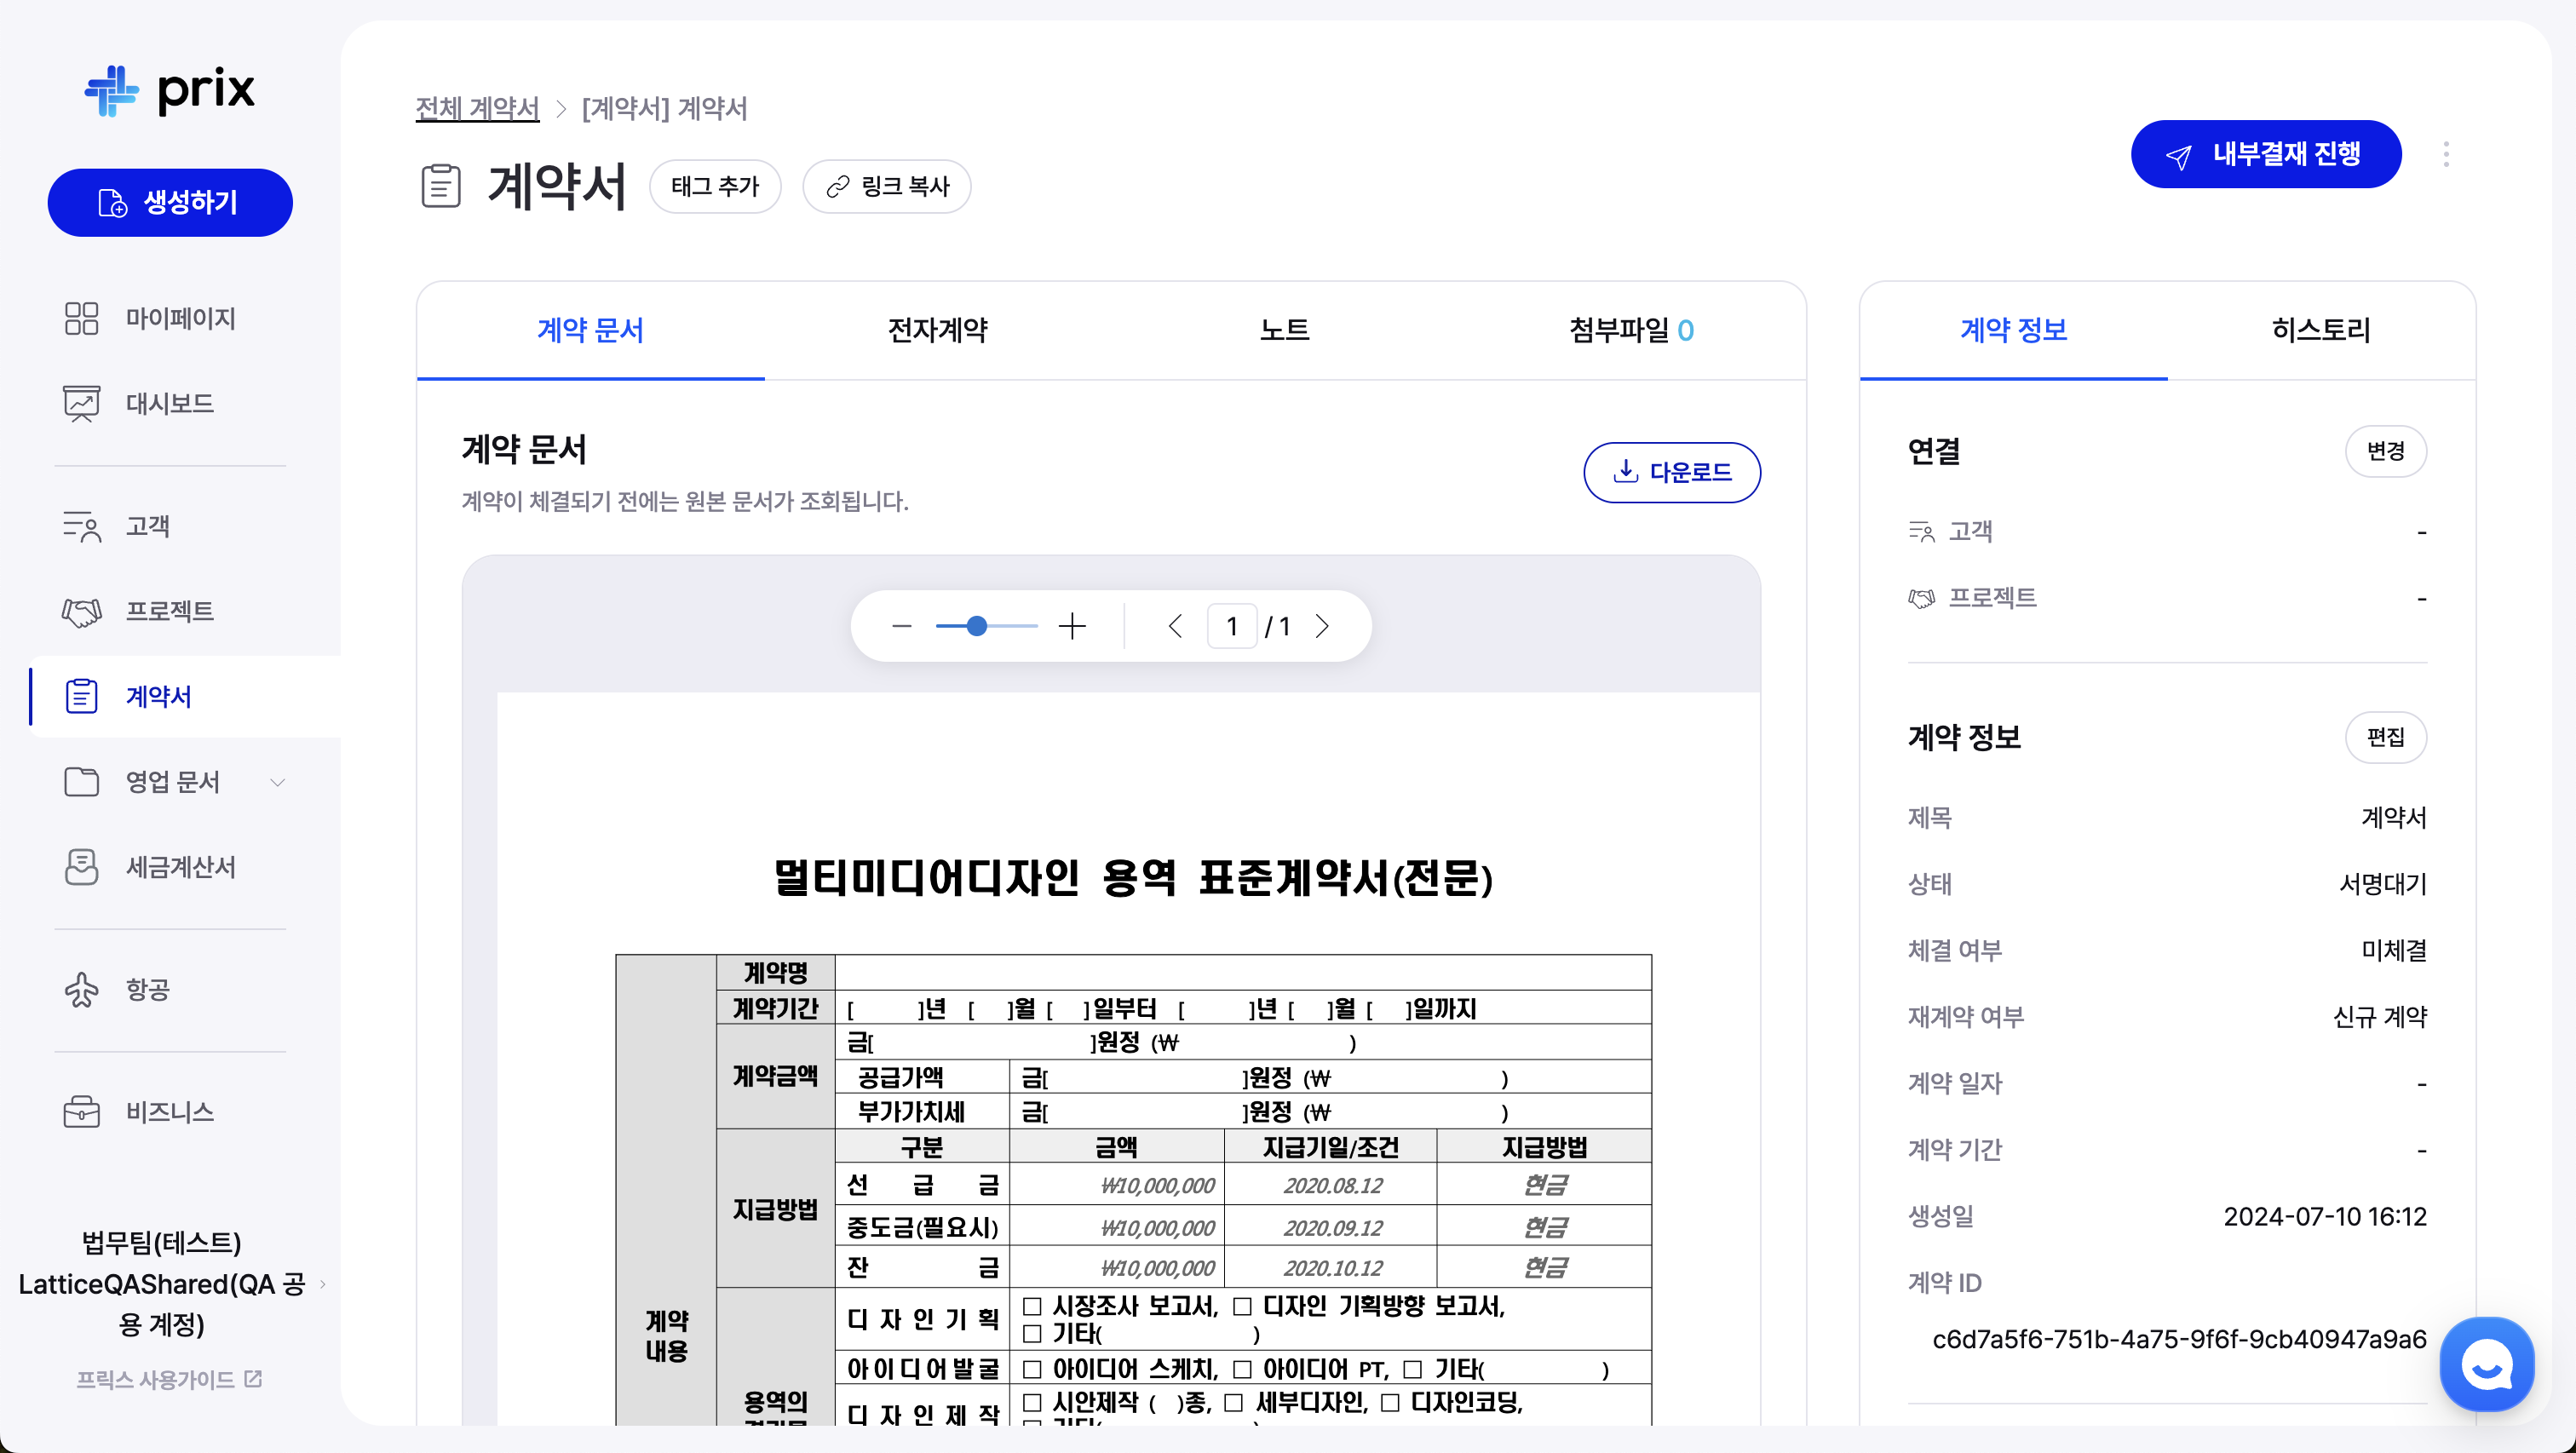 prix
생성하기
마이페이지
대시보드
고객
프로젝트
계약서
영업 문서
세금계산서
항공
비즈니스
법무팀(테스트)
LatticeQAShared(QA 공
용 계정)
프릭스 사용가이드
전체 계약서 > [계약서] 계약서
계약서 태그 추가 링크 복사
내부결재 진행
계약 문서 전자계약 노트 첨부파일 0
계약 문서
계약이 체결되기 전에는 원본 문서가 조회됩니다.
다운로드
1 / 1
멀티미디어디자인 용역 표준계약서(전문)
계약명
계약기간 [ ]년 [ ]월 [ ]일부터 [ ]년 [ ]월 [ ]일까지
금[ ]원정 (₩ )
계약금액 공급가액 금[ ]원정 (₩ )
부가가치세 금[ ]원정 (₩ )
구분 금액 지급기일/조건 지급방법
선 급 금 ₩10,000,000 2020.08.12 현금
지급방법
중도금(필요시) ₩10,000,000 2020.09.12 현금
잔 금 ₩10,000,000 2020.10.12 현금
계약
내용
디 자 인 기 획 □ 시장조사 보고서, □ 디자인 기획방향 보고서,
□ 기타( )
아이디어발굴 □ 아이디어 스케치, □ 아이디어 PT, □ 기타( )
용역의
디 자 인 제 작 □ 시안제작 ( )종, □ 세부디자인, □ 디자인코딩,
계약 정보 히스토리
연결 변경
고객 -
프로젝트 -
계약 정보 편집
제목 계약서
상태 서명대기
체결 여부 미체결
재계약 여부 신규 계약
계약 일자 -
계약 기간 -
생성일 2024-07-10 16:12
계약 ID
c6d7a5f6-751b-4a75-9f6f-9cb40947a9a6